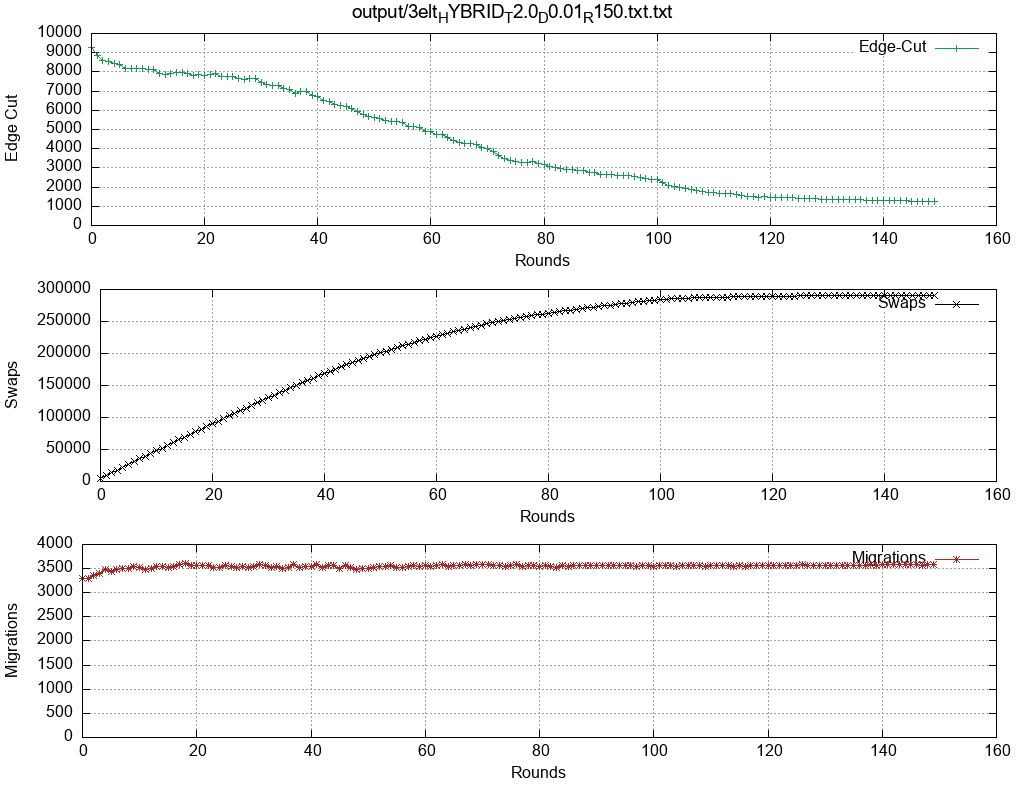 output/3elt_HYBRID_T2.0_D0.01_R150.txt.txt
10000
9000
8000
7000
6000
5000
4000
3000
2000
1000
0
Edge Cut
Edge-Cut
0 20 40 60 80 100 120 140 160
Rounds
300000
250000
200000
150000
100000
50000
0
Swaps
Swaps
0 20 40 60 80 100 120 140 160
Rounds
4000
3500
3000
2500
2000
1500
1000
500
0
Migrations
Migrations
0 20 40 60 80 100 120 140 160
Rounds